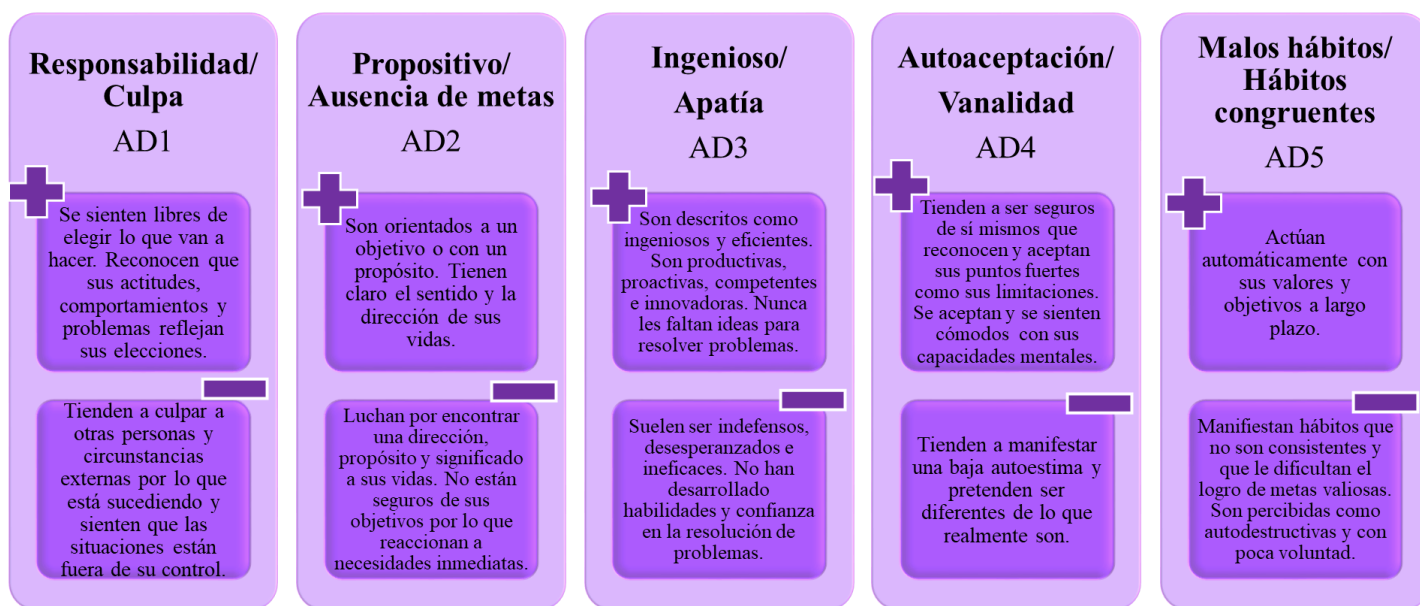 Responsabilidad/
Culpa
AD1
Se sienten libres de
elegir lo que van a
hacer. Reconocen que
sus actitudes,
comportamientos y
problemas reflejan
sus elecciones.
Tienden a culpar a
otras personas y
circunstancias
externas por lo que
está sucediendo y
sienten que las
situaciones están
fuera de su control.
Propositivo/
Ausencia de metas
AD2
Son orientados a un
objetivo o con un
propósito. Tienen
claro el sentido y la
dirección de sus
vidas.
Luchan por encontrar
una dirección,
propósito y significado
a sus vidas. No están
seguros de sus
objetivos por lo que
reaccionan a
necesidades inmediatas.
Ingenioso/
Apatía
AD3
Son descritos como
ingeniosos y eficientes.
Son productivas,
proactivas, competentes
e innovadoras. Nunca
les faltan ideas para
resolver problemas.
Suelen ser indefensos,
desesperanzados e
ineficaces. No han
desarrollado
habilidades y confianza
en la resolución de
problemas.
Autoaceptación/
Vanalidad
AD4
Tienden a ser seguros
de sí mismos que
reconocen y aceptan
sus puntos fuertes
como sus limitaciones.
Se aceptan y se sienten
cómodos con sus
capacidades mentales.
Tienden a manifestar
una baja autoestima y
pretenden ser
diferentes de lo que
realmente son.
Malos hábitos/
Hábitos
congruentes
AD5
Actúan
automáticamente con
sus valores y
objetivos a largo
plazo.
Manifiestan hábitos que
no son consistentes y
que le dificultan el
logro de metas valiosas.
Son percibidas como
autodestructivas y con
poca voluntad.